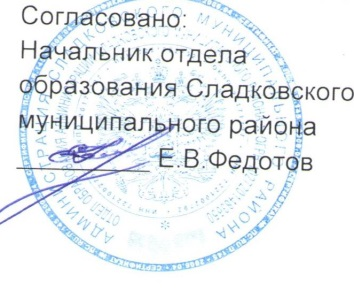 Согласовано:
Начальник отдела
образования Сладковского
муниципального района
Е.В.Федотов